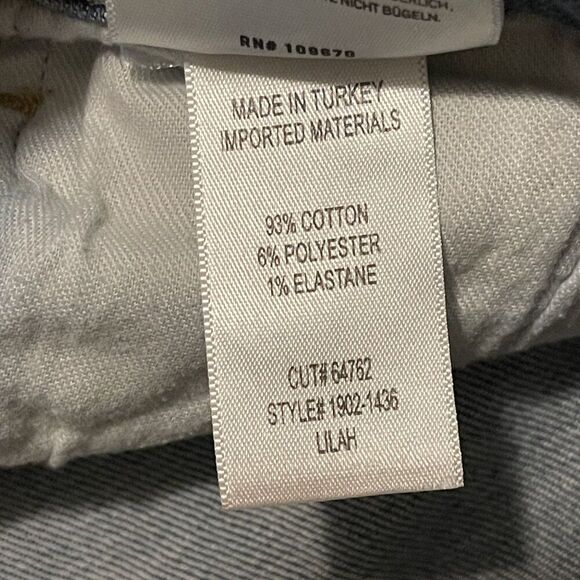 NICHT BÜGELN.
RN# 109679
MADE IN TURKEY
IMPORTED MATERIALS
93% COTTON
6% POLYESTER
1% ELASTANE
CUT# 64762
STYLE# 1902-1436
LILAH